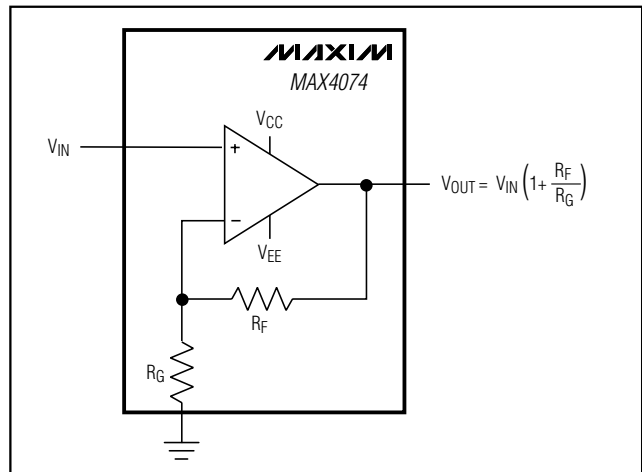 MAXIM
MAX4074
VCC
VIN
+
−
VEE
VOUT = VIN (1+ RF/RG)
RF
RG